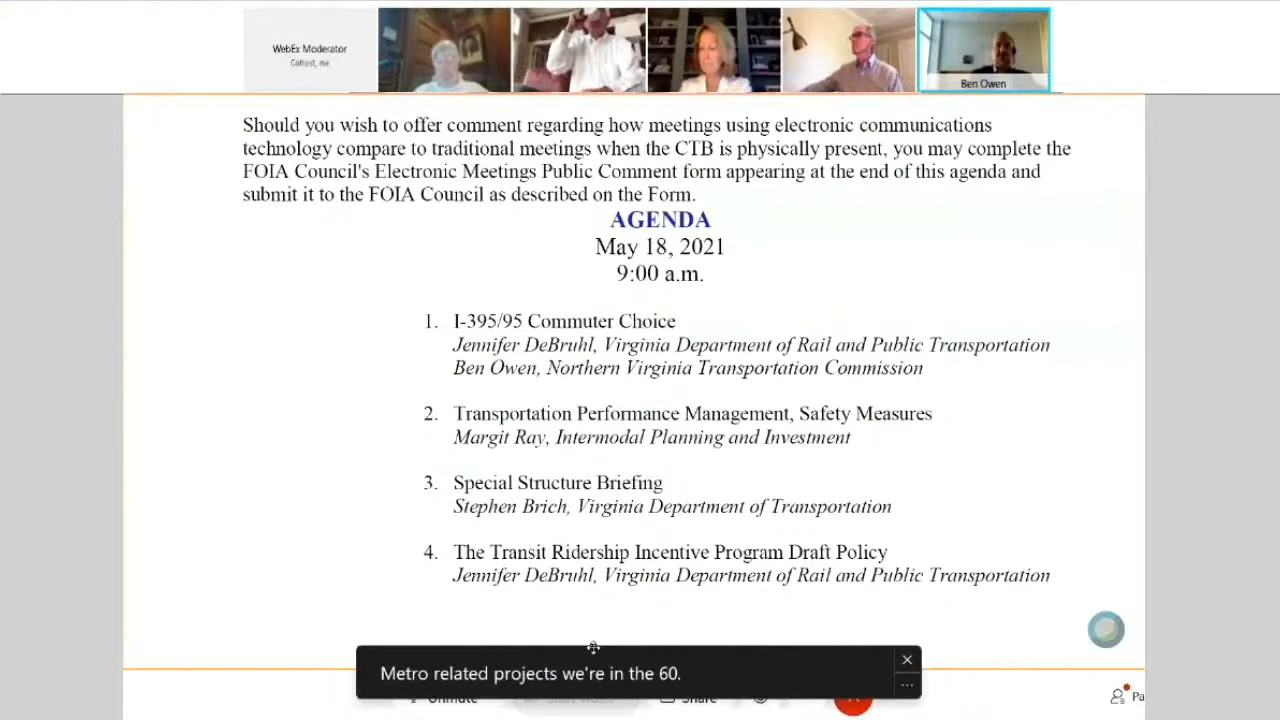 WebEx Moderator
Cohost, me
Ben Owen
Should you wish to offer comment regarding how meetings using electronic communications
technology compare to traditional meetings when the CTB is physically present, you may complete the
FOIA Council's Electronic Meetings Public Comment form appearing at the end of this agenda and
submit it to the FOIA Council as described on the Form.
AGENDA
May 18, 2021
9:00 a.m.
1. I-395/95 Commuter Choice
Jennifer DeBruhl, Virginia Department of Rail and Public Transportation
Ben Owen, Northern Virginia Transportation Commission
2. Transportation Performance Management, Safety Measures
Margit Ray, Intermodal Planning and Investment
3. Special Structure Briefing
Stephen Brich, Virginia Department of Transportation
4. The Transit Ridership Incentive Program Draft Policy
Jennifer DeBruhl, Virginia Department of Rail and Public Transportation
Metro related projects we're in the 60.
Unmute
Share
Pa